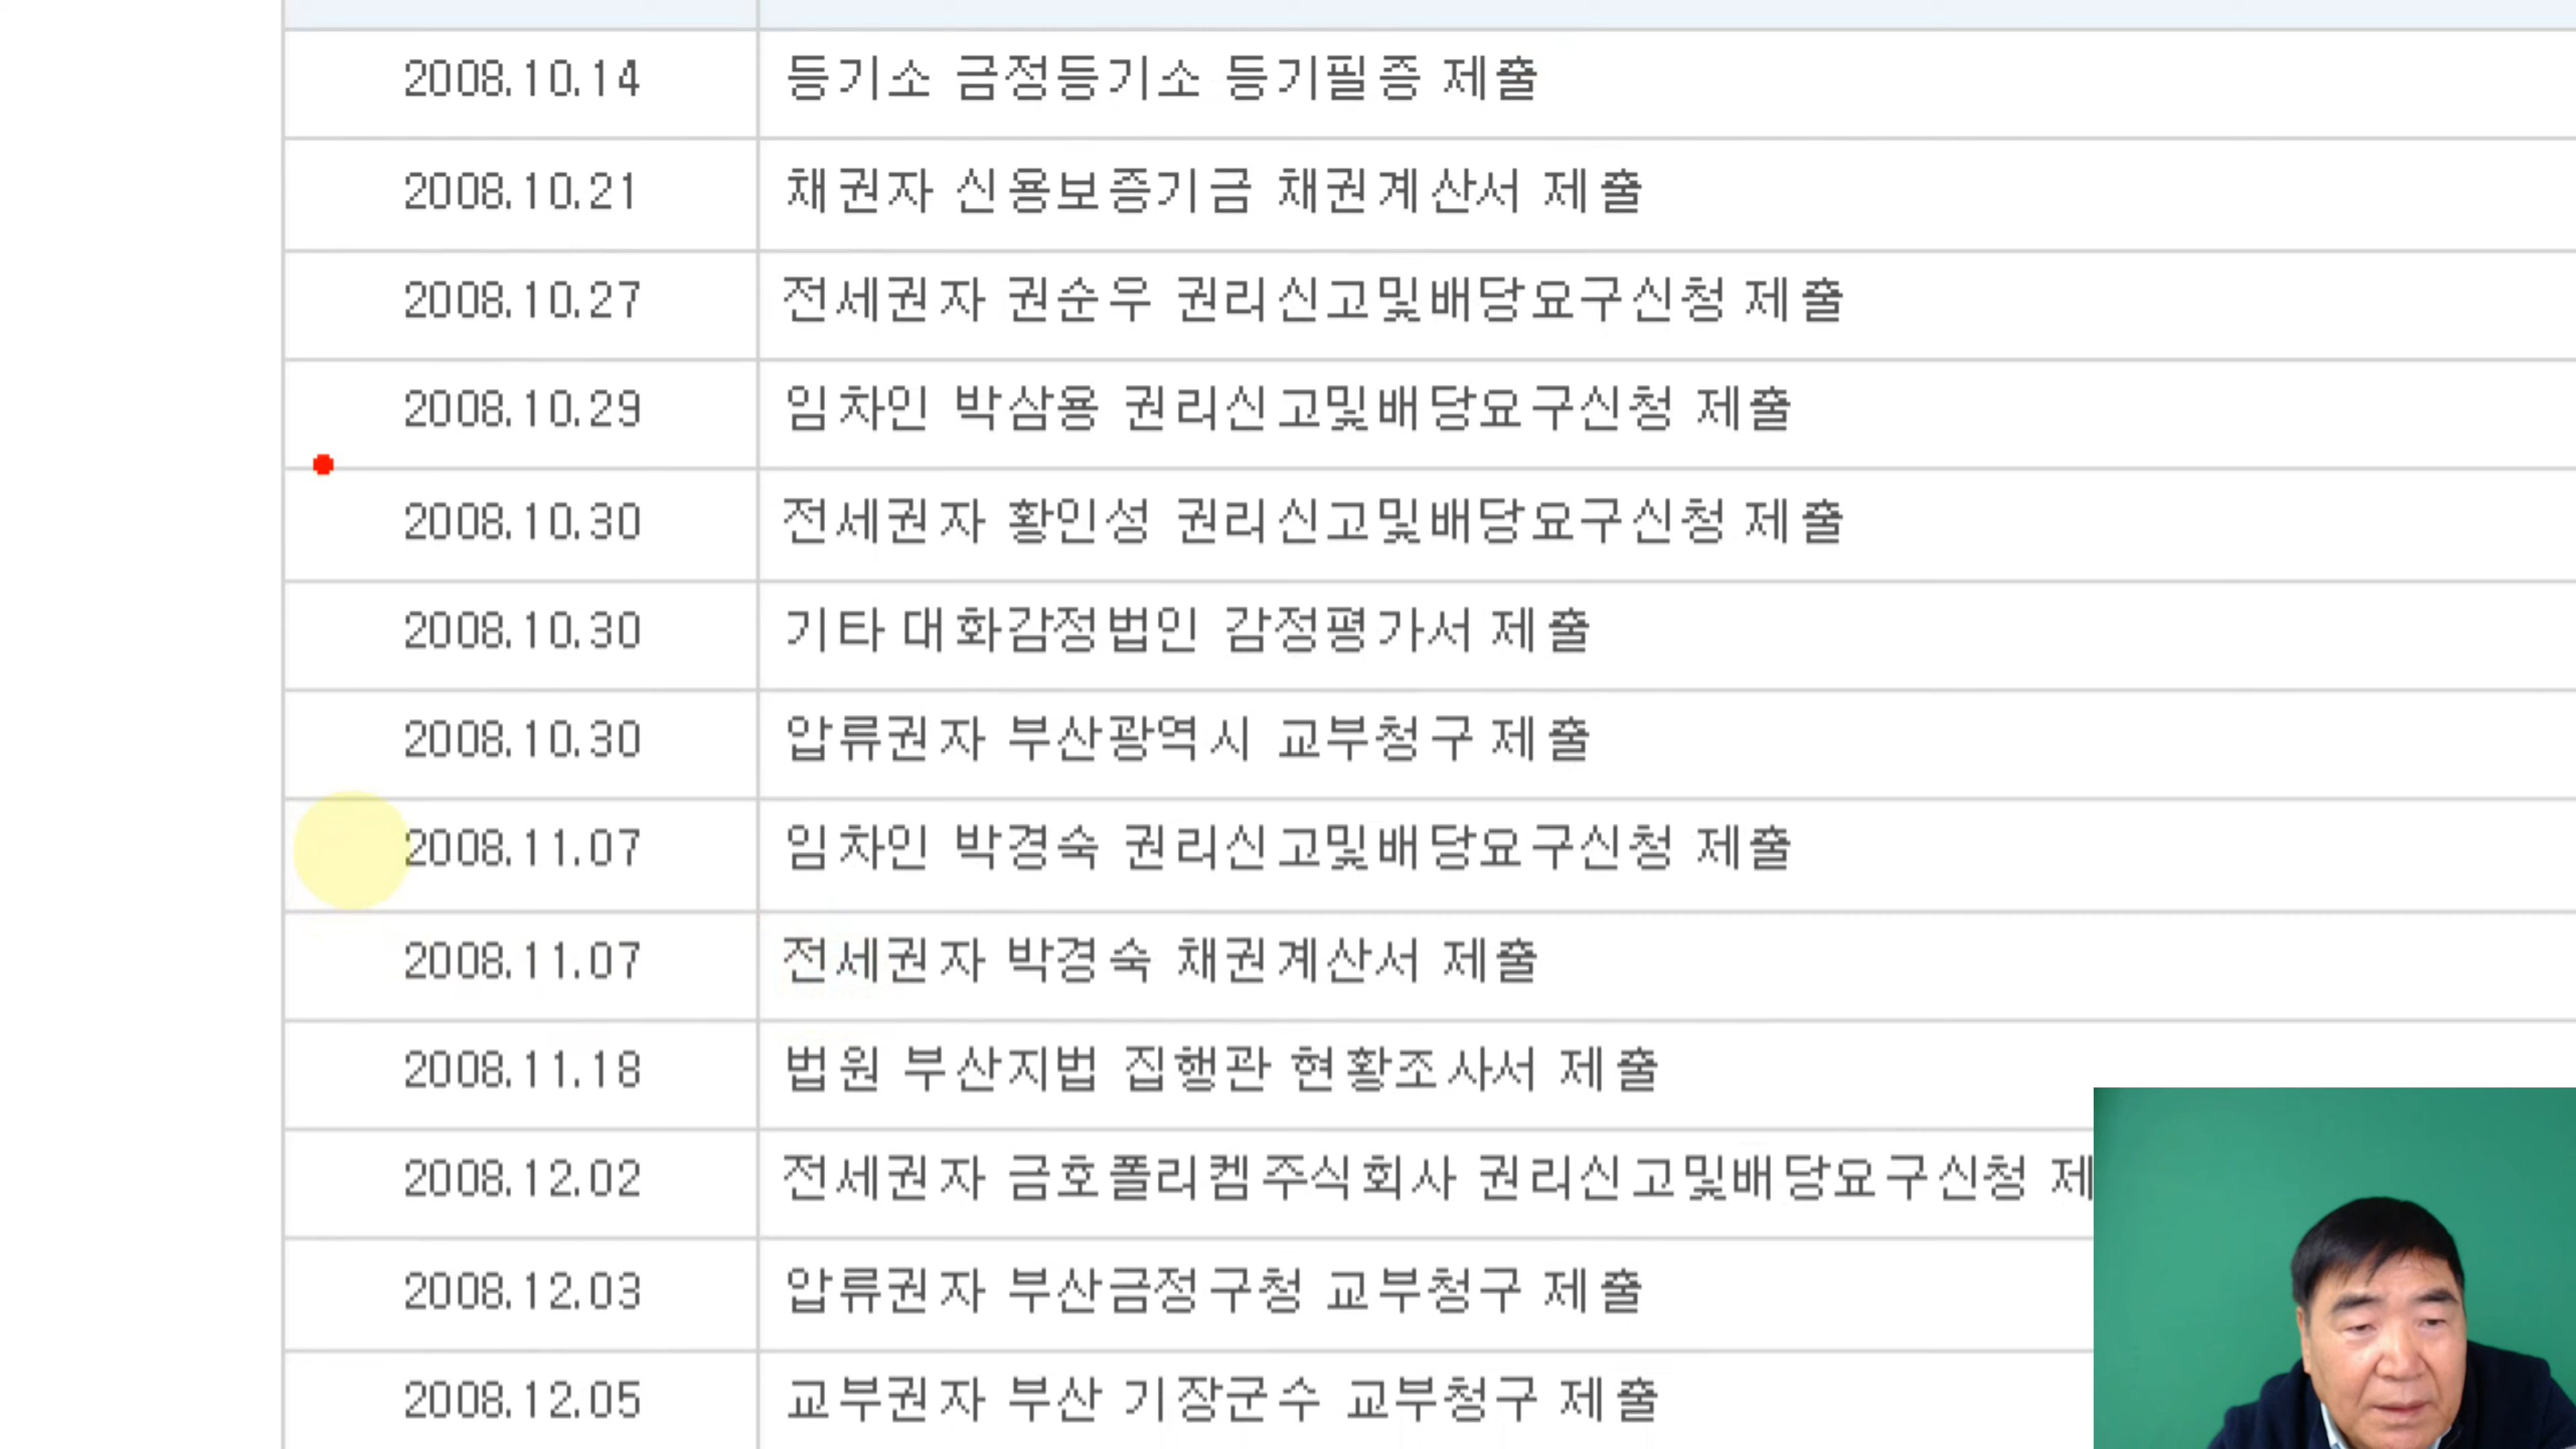 2008.10.14 등기소 금정등기소 등기필증 제출
2008.10.21 채권자 신용보증기금 채권계산서 제출
2008.10.27 전세권자 권순우 권리신고및배당요구신청 제출
2008.10.29 임차인 박삼용 권리신고및배당요구신청 제출
2008.10.30 전세권자 황인성 권리신고및배당요구신청 제출
2008.10.30 기타 대화감정법인 감정평가서 제출
2008.10.30 압류권자 부산광역시 교부청구 제출
2008.11.07 임차인 박경숙 권리신고및배당요구신청 제출
2008.11.07 전세권자 박경숙 채권계산서 제출
2008.11.18 법원 부산지법 집행관 현황조사서 제출
2008.12.02 전세권자 금호폴리켐주식회사 권리신고및배당요구신청 제
2008.12.03 압류권자 부산금정구청 교부청구 제출
2008.12.05 교부권자 부산 기장군수 교부청구 제출